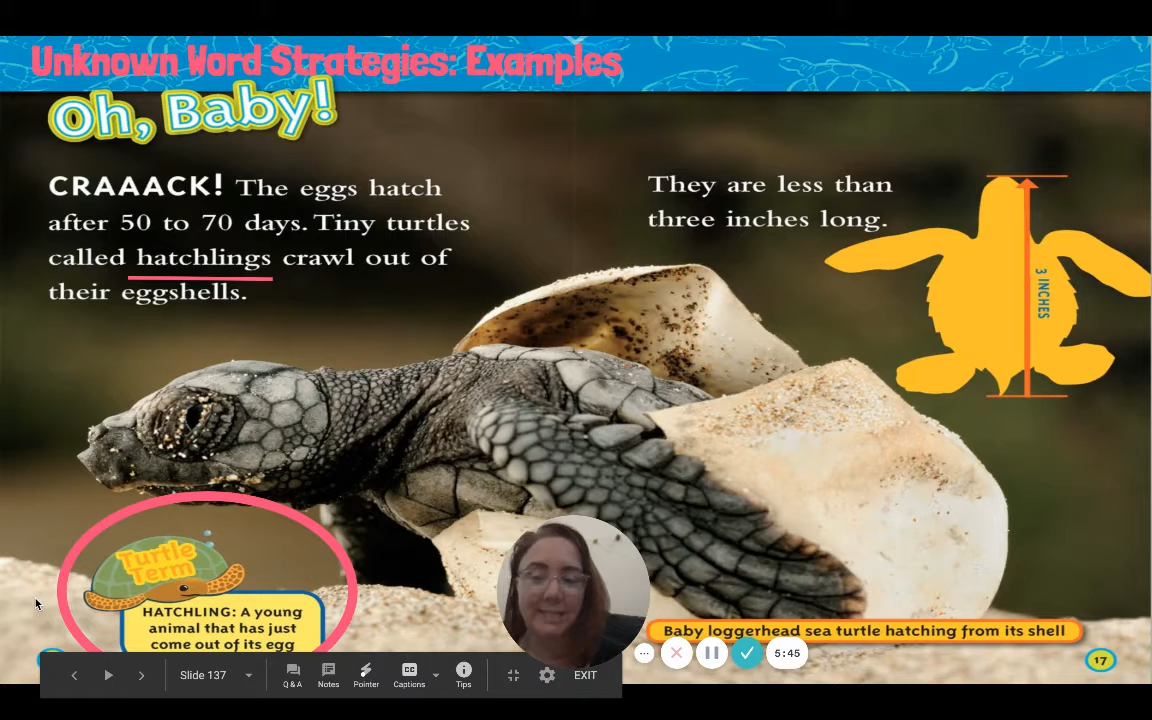 Unknown Word Strategies: Examples
Oh, Baby!
CRAAACK! The eggs hatch
after 50 to 70 days. Tiny turtles
called hatchlings crawl out of
their eggshells.
They are less than
three inches long.
3 INCHES
Turtle
Term
HATCHLING: A young
animal that has just
come out of its egg
Baby loggerhead sea turtle hatching from its shell
17
5:45
Slide 137
Q & A
Notes
Pointer
CC
Captions
Tips
EXIT